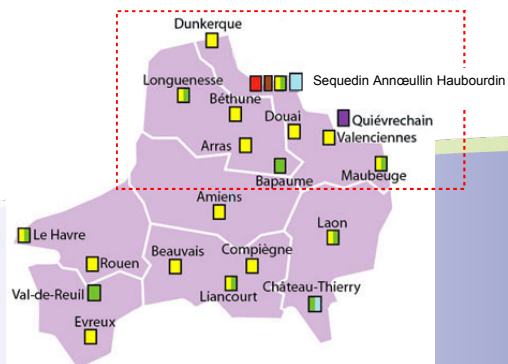 Dunkerque
Sequedin Annœullin Haubourdin
Longuenesse
Béthune
Douai
Quiévrechain
Valenciennes
Arras
Bapaume
Maubeuge
Amiens
Laon
Le Havre
Rouen
Beauvais
Compiègne
Val-de-Reuil
Liancourt
Château-Thierry
Evreux